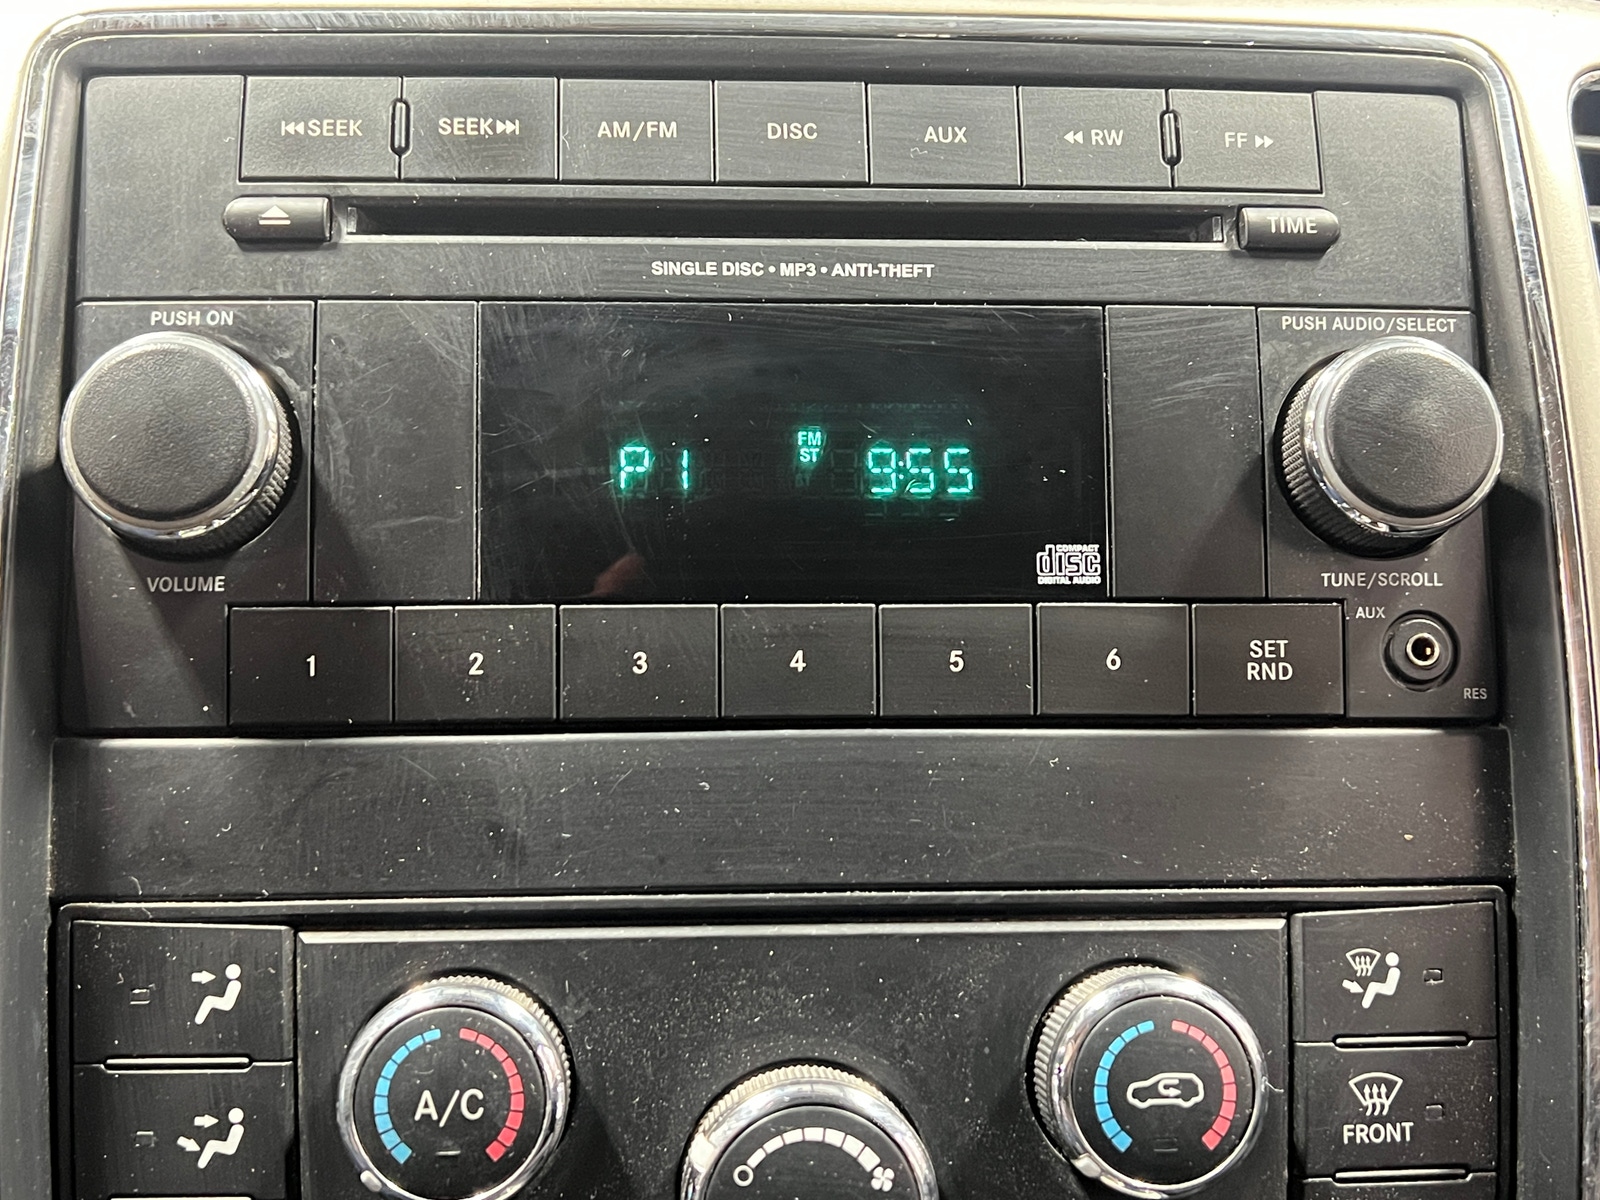 SEEK
SEEK
AM/FM
DISC
AUX
RW
FF
TIME
SINGLE DISC • MP3 • ANTI-THEFT
PUSH ON
PUSH AUDIO/SELECT
FM
ST
P 1
9:55
COMPACT
disc
DIGITAL AUDIO
VOLUME
TUNE/SCROLL
AUX
1
2
3
4
5
6
SET
RND
RES
A/C
FRONT